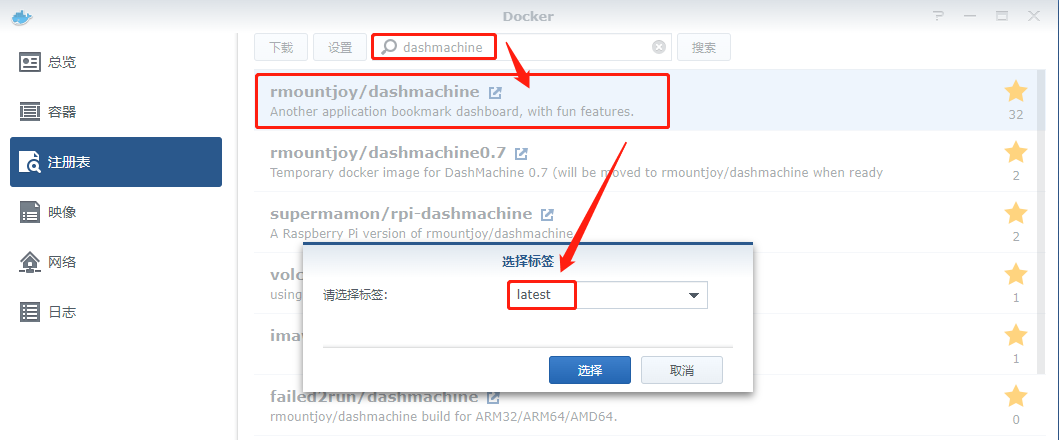 Docker
总览
容器
注册表
映像
网络
日志
下载 设置 dashmachine 搜索
rmountjoy/dashmachine
Another application bookmark dashboard, with fun features.
32
rmountjoy/dashmachine0.7
Temporary docker image for DashMachine 0.7 (will be moved to rmountjoy/dashmachine when ready
2
supermamon/rpi-dashmachine
A Raspberry Pi version of rmountjoy/dashmachine
2
volc
using
1
1
选择标签
请选择标签:
latest
选择 取消
failed2run/dashmachine
rmountjoy/dashmachine build for ARM32/ARM64/AMD64.
0